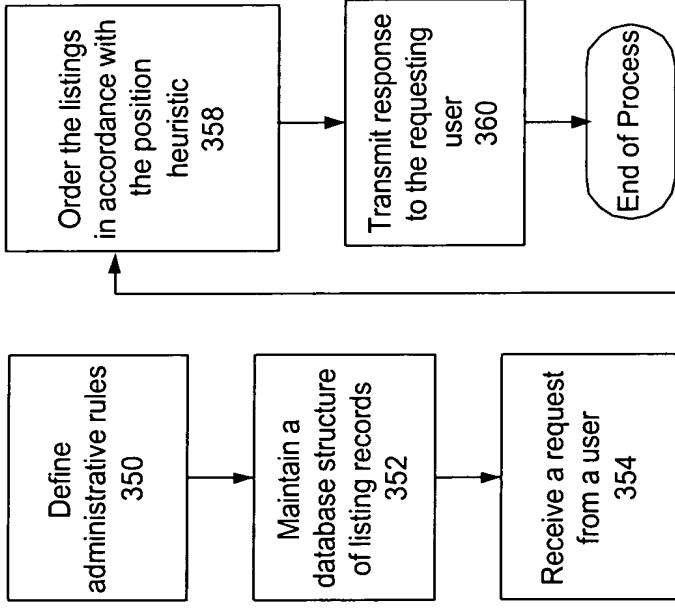 Define
administrative rules
350
Maintain a
database structure
of listing records
352
Receive a request
from a user
354
Order the listings
in accordance with
the position
heuristic
358
Transmit response
to the requesting
user
360
End of Process